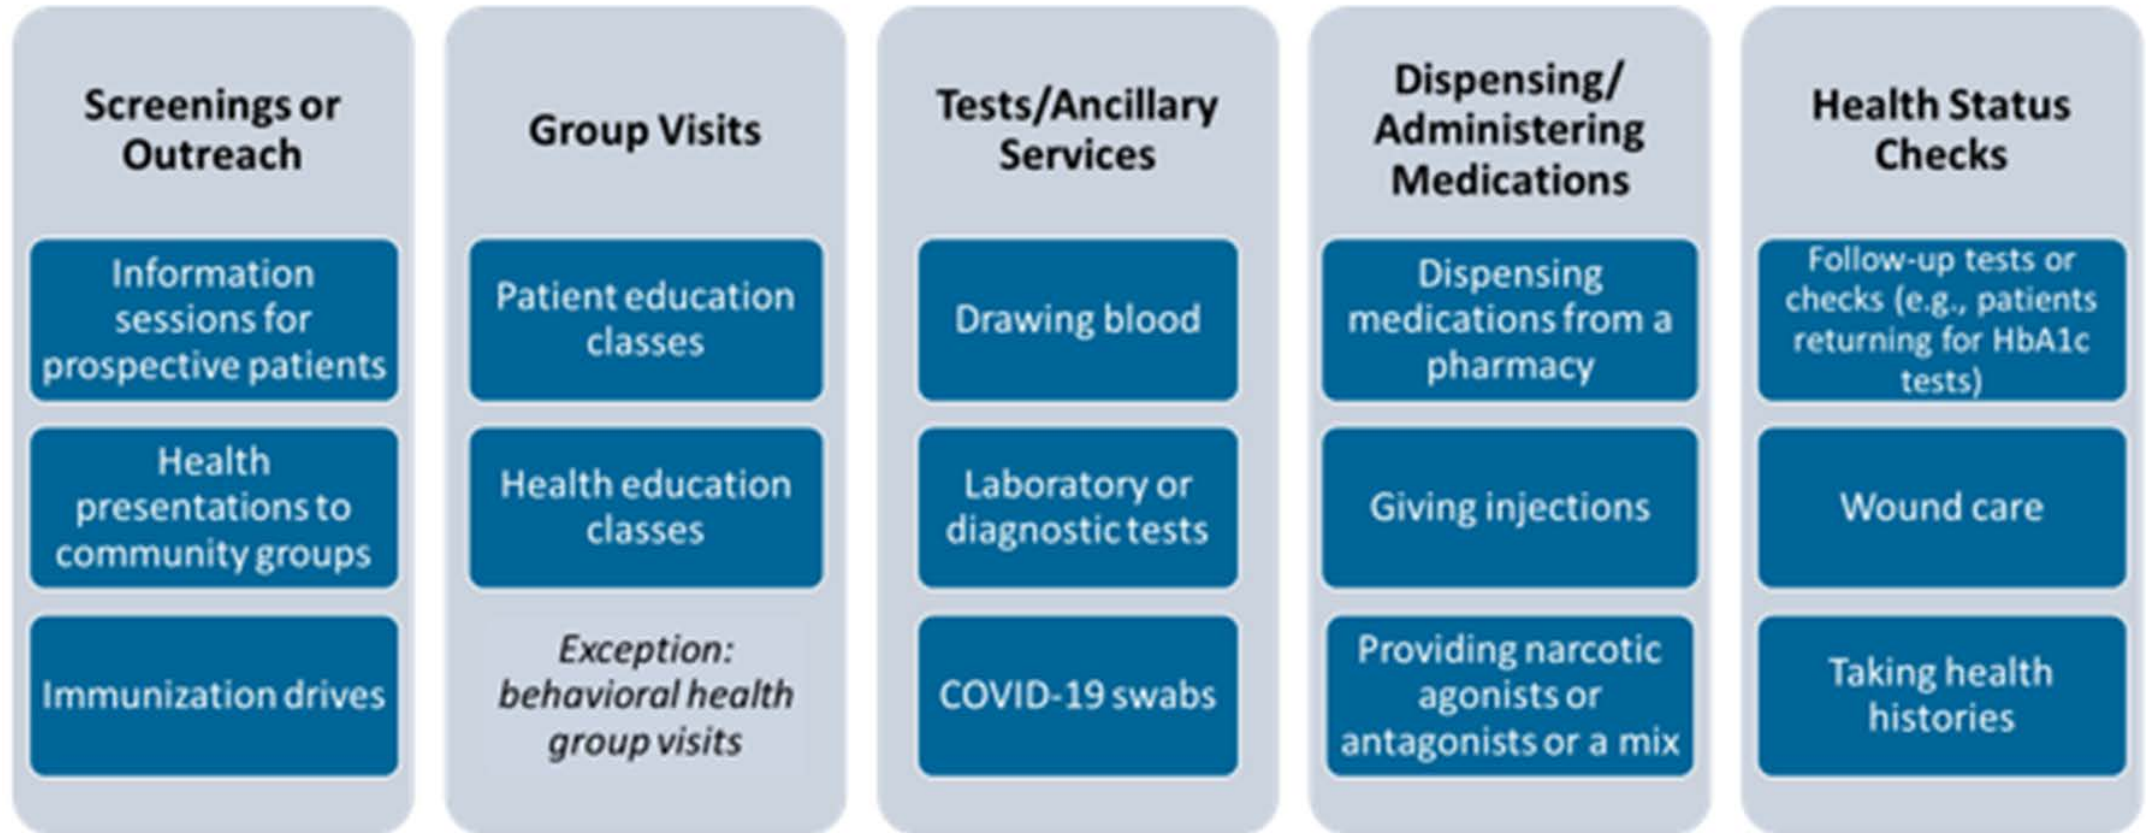 Screenings or
Outreach
Information
sessions for
prospective patients
Health
presentations to
community groups
Immunization drives
Group Visits
Patient education
classes
Health education
classes
Exception:
behavioral health
group visits
Tests/Ancillary
Services
Drawing blood
Laboratory or
diagnostic tests
COVID-19 swabs
Dispensing/
Administering
Medications
Dispensing
medications from a
pharmacy
Giving injections
Providing narcotic
agonists or
antagonists or a mix
Health Status
Checks
Follow-up tests or
checks (e.g., patients
returning for HbA1c
tests)
Wound care
Taking health
histories